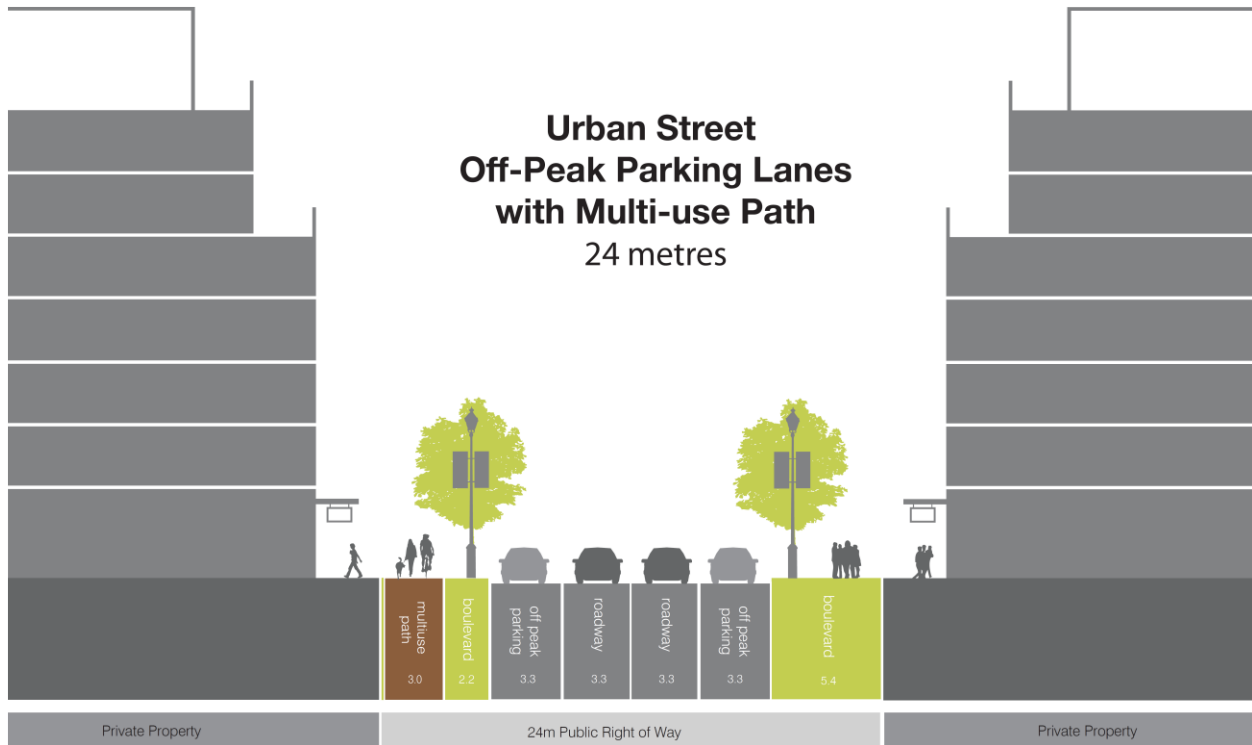 Urban Street
Off-Peak Parking Lanes
with Multi-use Path
24 metres
multiuse
path
3.0
boulevard
2.2
off peak
parking
3.3
roadway
3.3
roadway
3.3
off peak
parking
3.3
boulevard
5.4
Private Property
24m Public Right of Way
Private Property